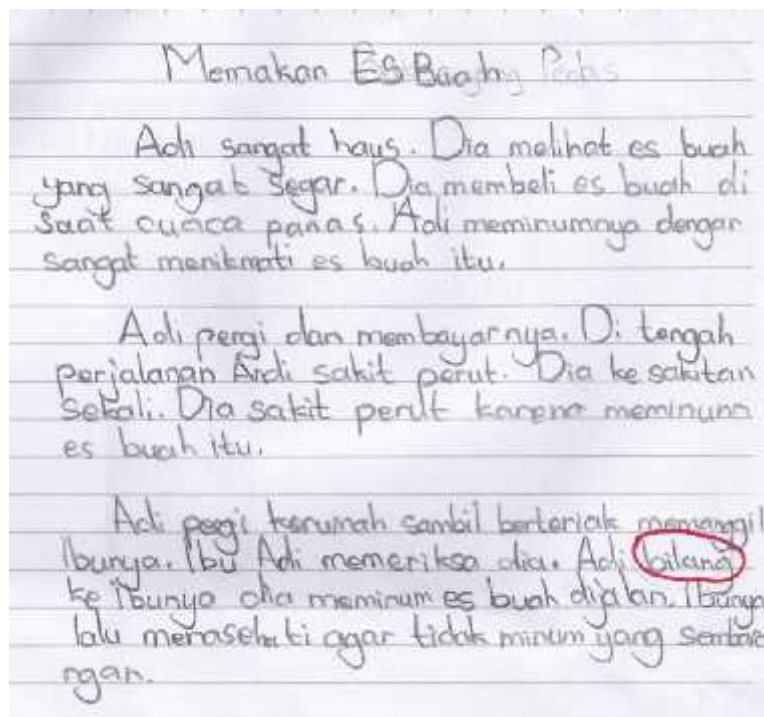 Memakan Es Buah
Adi sangat haus. Dia melihat es buah
yang sangat segar. Dia membeli es buah di
saat cuaca panas. Adi meminumnya dengan
sangat menikmati es buah itu.
Adi pergi dan membayarnya. Di tengah
perjalanan Andi sakit perut. Dia kesakitan
sekali. Dia sakit perut karena meminum
es buah itu.
Adi pergi kerumah sambil berteriak memanggil
Ibunya. Ibu Adi memeriksa dia. Adi bilang
ke Ibunya dia meminum es buah dijalan. Ibunya
lalu menasehati agar tidak minum yang sembara
ngan.